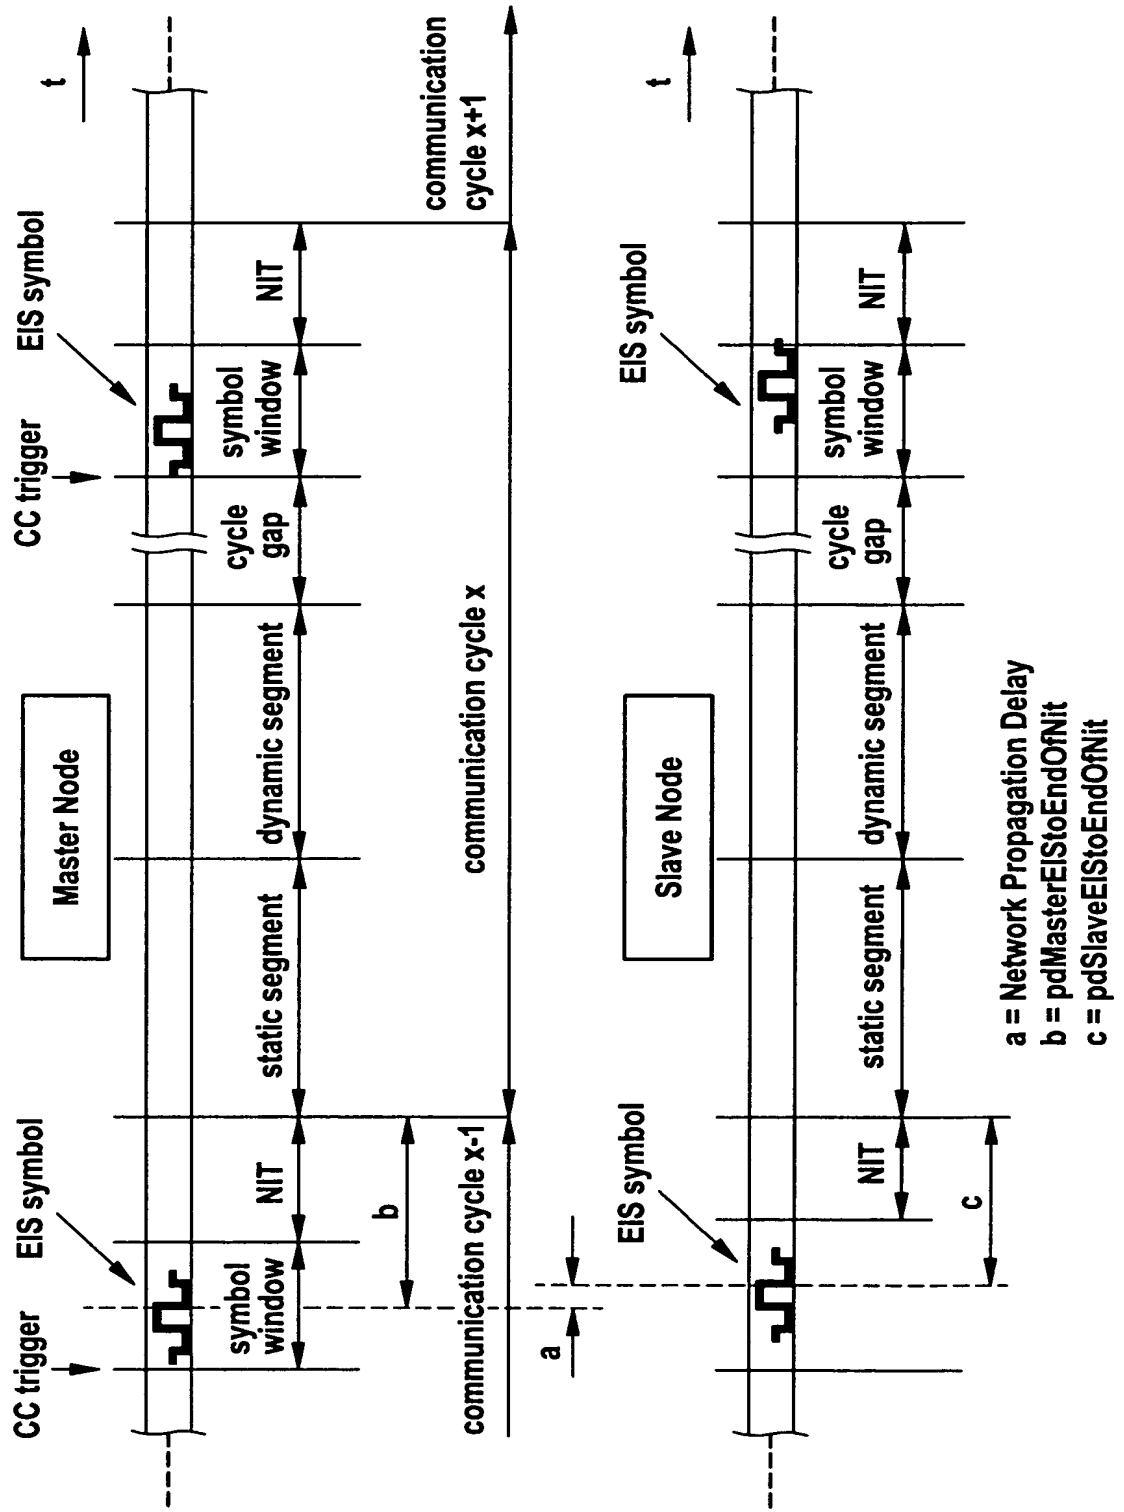 CC trigger
EIS symbol
Master Node
CC trigger
EIS symbol
t
symbol
window
NIT
static segment
dynamic segment
cycle
gap
symbol
window
NIT
b
communication cycle x-1
communication cycle x
communication
cycle x+1
a
EIS symbol
Slave Node
EIS symbol
t
NIT
static segment
dynamic segment
cycle
gap
symbol
window
NIT
c
a = Network Propagation Delay
b = pdMasterEIStoEndOfNit
c = pdSlaveEIStoEndOfNit